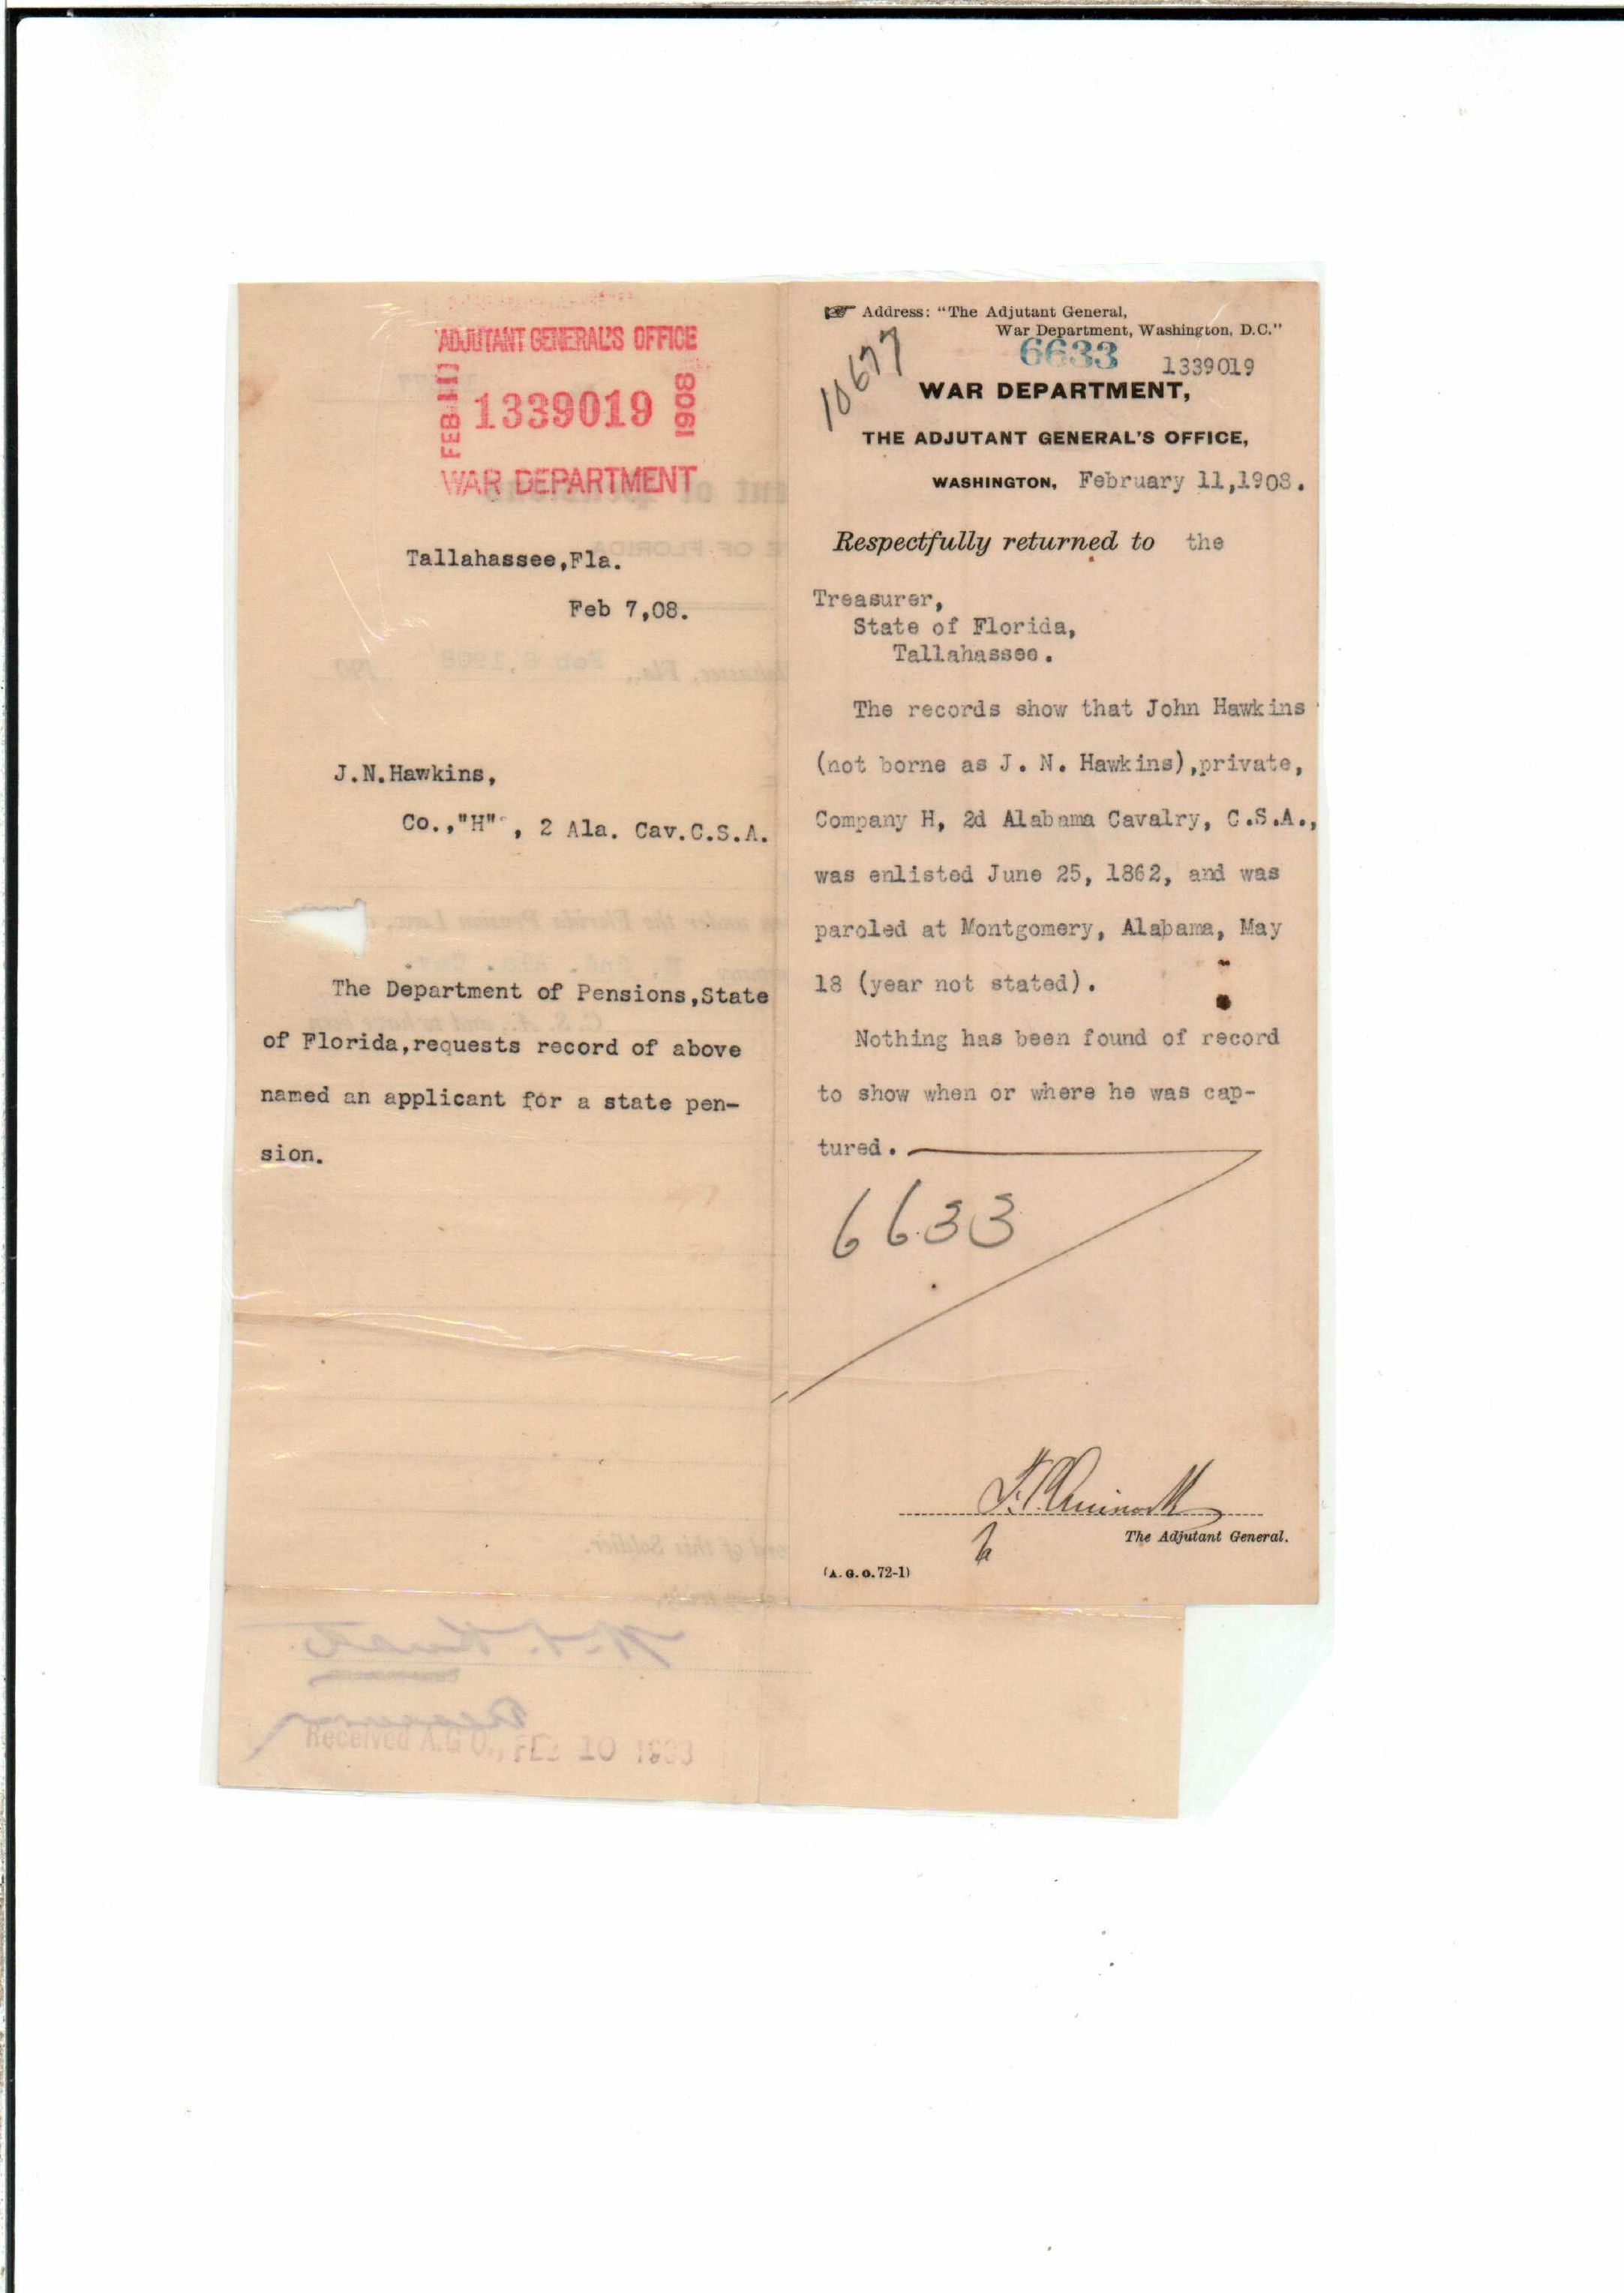 ADJUTANT GENERAL'S OFFICE
FEB 11 1339019 1908
WAR DEPARTMENT
Tallahassee,Fla.
Feb 7,08.
J.N.Hawkins,
Co.,"H" , 2 Ala. Cav.C.S.A.
The Department of Pensions,State
of Florida,requests record of above
named an applicant for a state pen-
sion.
Received A.G.O., FEB 10 1908
Address: "The Adjutant General,
War Department, Washington, D.C."
10677
6633 1339019
WAR DEPARTMENT,
THE ADJUTANT GENERAL'S OFFICE,
WASHINGTON, February 11,1908.
Respectfully returned to the
Treasurer,
State of Florida,
Tallahassee.
The records show that John Hawkins
(not borne as J. N. Hawkins),private,
Company H, 2d Alabama Cavalry, C.S.A.,
was enlisted June 25, 1862, and was
paroled at Montgomery, Alabama, May
18 (year not stated).
Nothing has been found of record
to show when or where he was cap-
tured.
6633
The Adjutant General.
(A. G. O. 72-1)